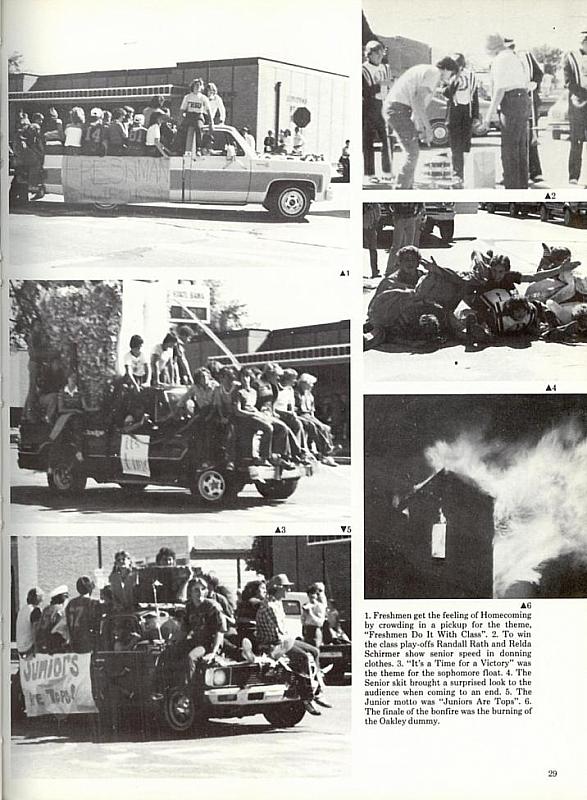 FRESHMAN
▲1
▲2
STATE BANK
IT'S
A TIME
▲3 ▼5
▲4
▲6
JUNIORS
ARE TOPS!
1. Freshmen get the feeling of Homecoming
by crowding in a pickup for the theme,
"Freshmen Do It With Class". 2. To win
the class play-offs Randall Rath and Relda
Schirmer show senior speed in donning
clothes. 3. "It's a Time for a Victory" was
the theme for the sophomore float. 4. The
Senior skit brought a surprised look to the
audience when coming to an end. 5. The
Junior motto was "Juniors Are Tops". 6.
The finale of the bonfire was the burning of
the Oakley dummy.
29